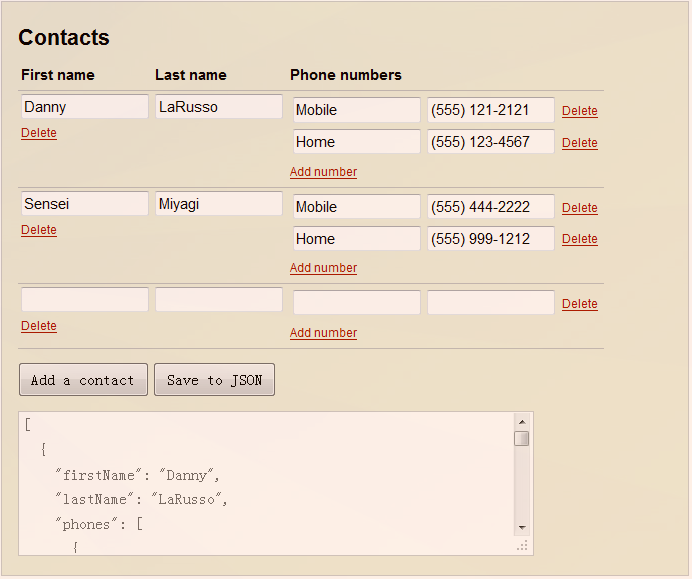 Contacts
First name Last name Phone numbers
Danny LaRusso Mobile (555) 121-2121 Delete
Delete
Home (555) 123-4567 Delete
Add number
Sensei Miyagi Mobile (555) 444-2222 Delete
Delete
Home (555) 999-1212 Delete
Add number
Delete
Delete
Add number
Add a contact Save to JSON
[
{
"firstName": "Danny",
"lastName": "LaRusso",
"phones": [
{